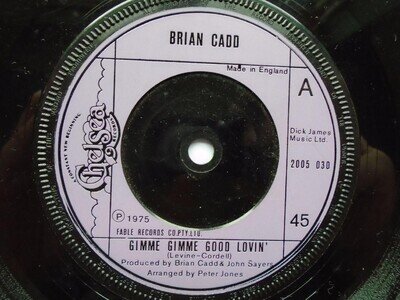 BRIAN CADD
Made in England
A
Dick James
Music Ltd.
2005 030
Chelsea
Ⓟ 1975
45
FABLE RECORDS CO.PTY.LTD.
GIMME GIMME GOOD LOVIN'
(Levine-Cordell)
Produced by Brian Cadd & John Sayers
Arranged by Peter Jones